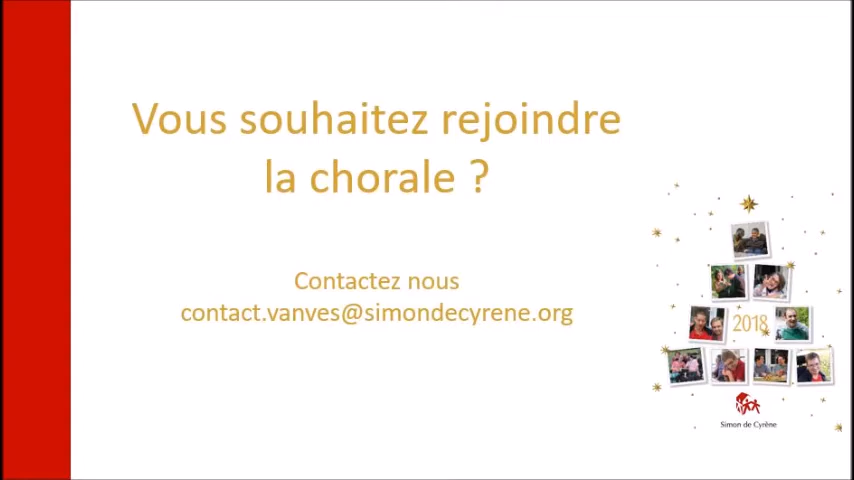 Vous souhaitez rejoindre
la chorale ?
Contactez nous
contact.vanves@simondecyrene.org
2018
Simon de Cyrène